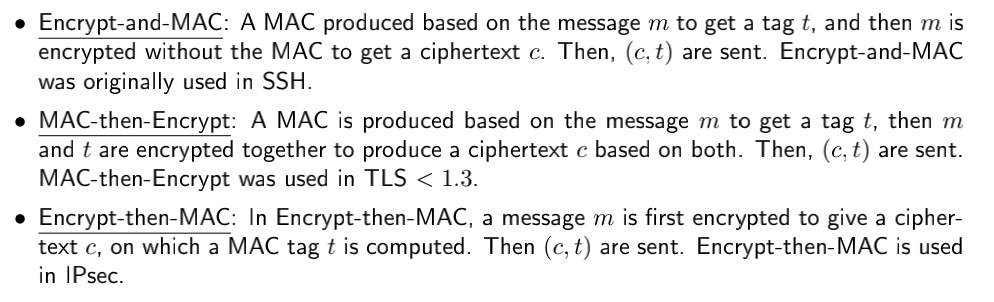 • Encrypt-and-MAC: A MAC produced based on the message m to get a tag t, and then m is
encrypted without the MAC to get a ciphertext c. Then, (c, t) are sent. Encrypt-and-MAC
was originally used in SSH.
• MAC-then-Encrypt: A MAC is produced based on the message m to get a tag t, then m
and t are encrypted together to produce a ciphertext c based on both. Then, (c, t) are sent.
MAC-then-Encrypt was used in TLS < 1.3.
• Encrypt-then-MAC: In Encrypt-then-MAC, a message m is first encrypted to give a cipher-
text c, on which a MAC tag t is computed. Then (c, t) are sent. Encrypt-then-MAC is used
in IPsec.